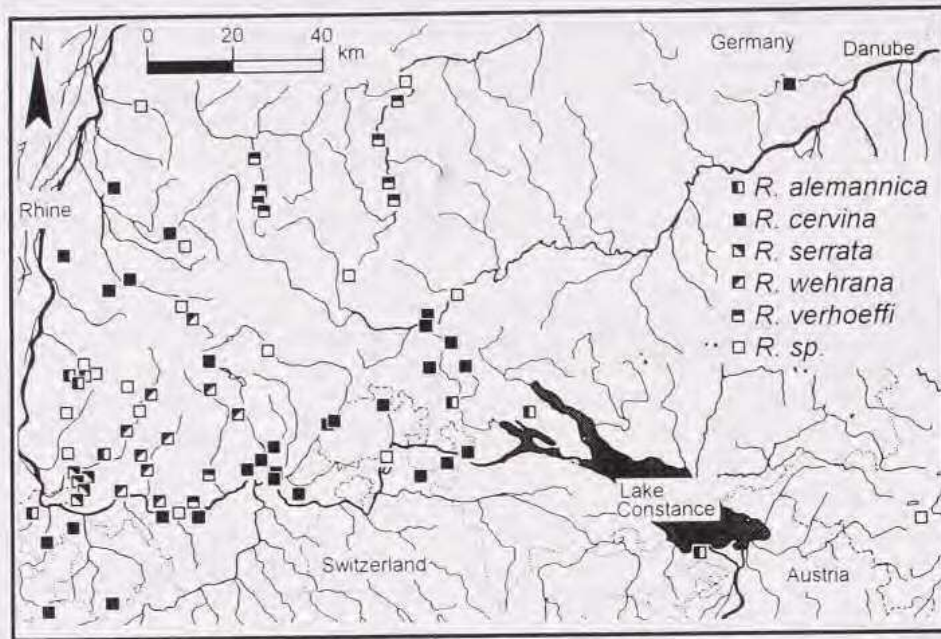 N
0 20 40
km
Germany
Danube
Rhine
R. alemannica
R. cervina
R. serrata
R. wehrana
R. verhoeffi
R. sp.
Lake
Constance
Switzerland
Austria